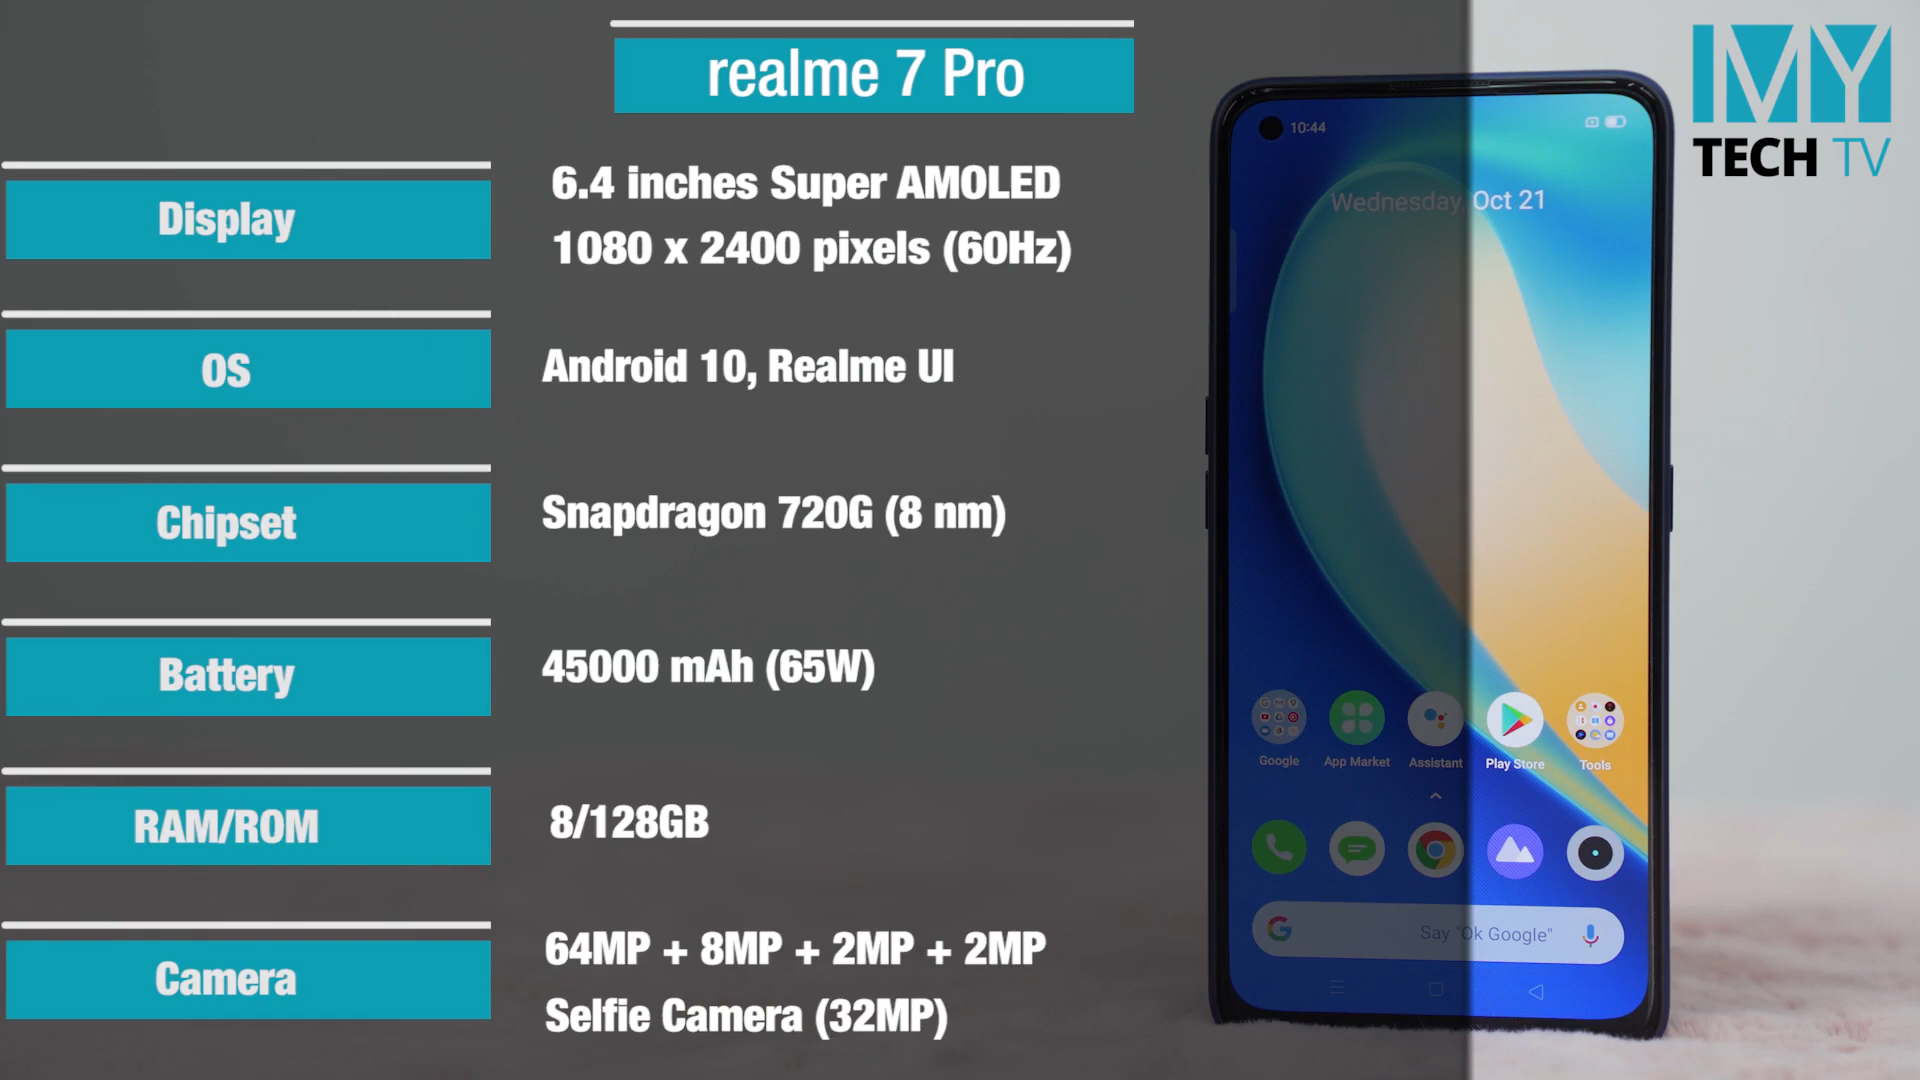 realme 7 Pro
IMY
TECH TV
Display
6.4 inches Super AMOLED
1080 x 2400 pixels (60Hz)
OS
Android 10, Realme UI
Chipset
Snapdragon 720G (8 nm)
Battery
45000 mAh (65W)
RAM/ROM
8/128GB
Camera
64MP + 8MP + 2MP + 2MP
Selfie Camera (32MP)
10:44
Wednesday, Oct 21
Google App Market Assistant Play Store Tools
Say "Ok Google"